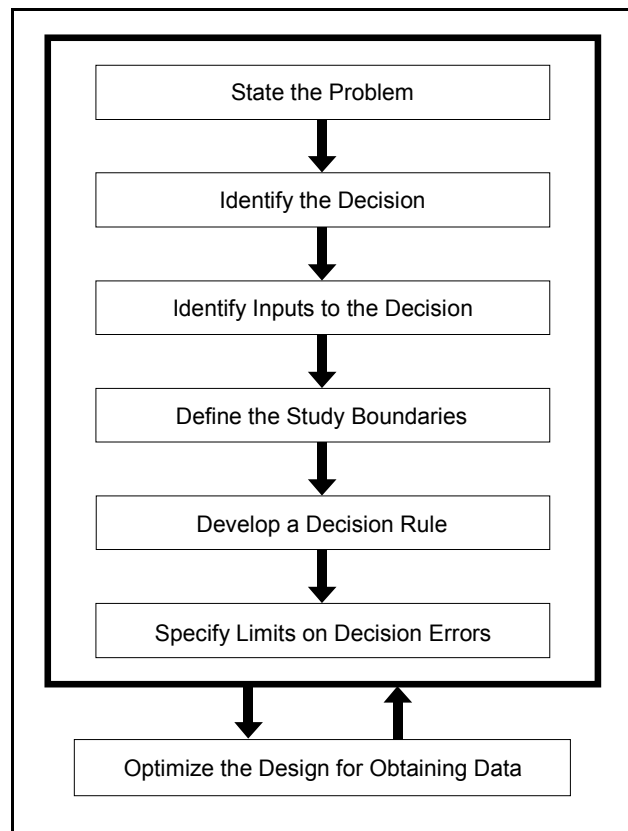 State the Problem
Identify the Decision
Identify Inputs to the Decision
Define the Study Boundaries
Develop a Decision Rule
Specify Limits on Decision Errors
Optimize the Design for Obtaining Data